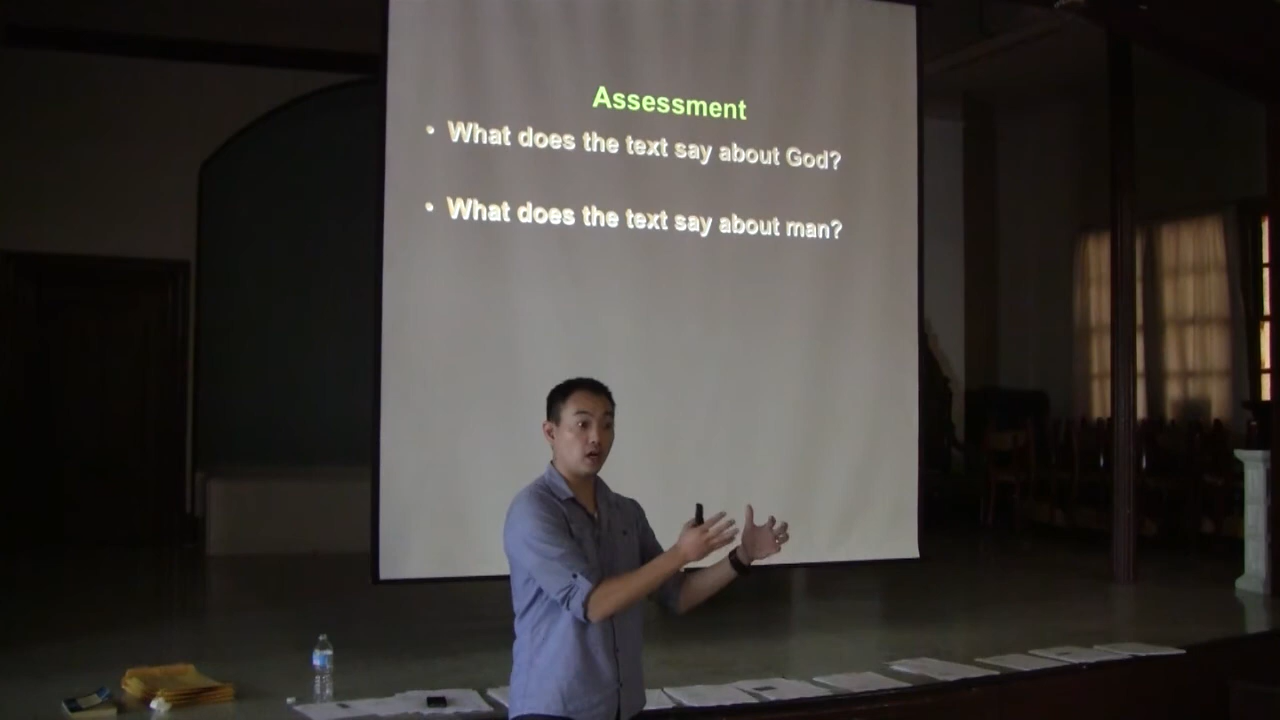 Assessment
• What does the text say about God?
• What does the text say about man?